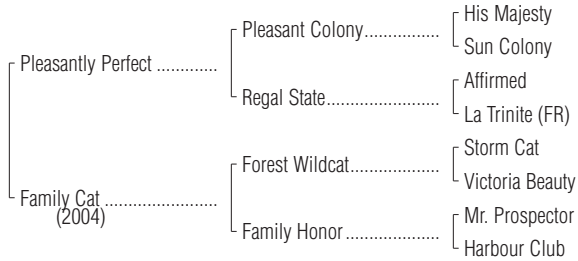 His Majesty
Pleasant Colony
Sun Colony
Pleasantly Perfect
Affirmed
Regal State
La Trinite (FR)
Storm Cat
Forest Wildcat
Victoria Beauty
Family Cat
(2004)
Mr. Prospector
Family Honor
Harbour Club